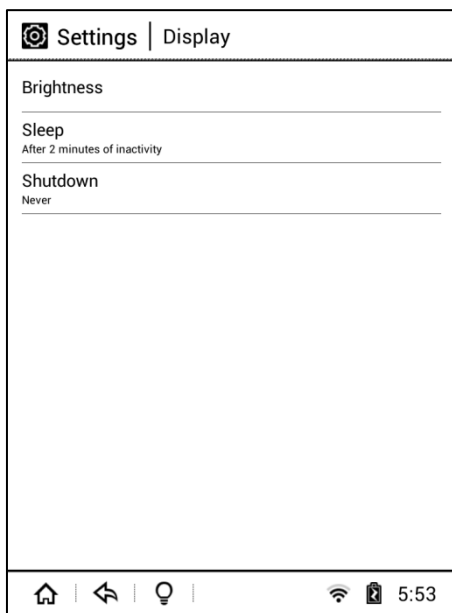 Settings | Display
Brightness
Sleep
After 2 minutes of inactivity
Shutdown
Never
5:53